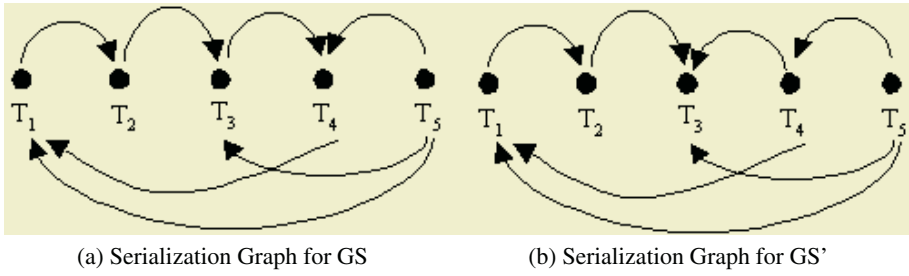 T1 T2 T3 T4 T5
T1 T2 T3 T4 T5
(a) Serialization Graph for GS
(b) Serialization Graph for GS’